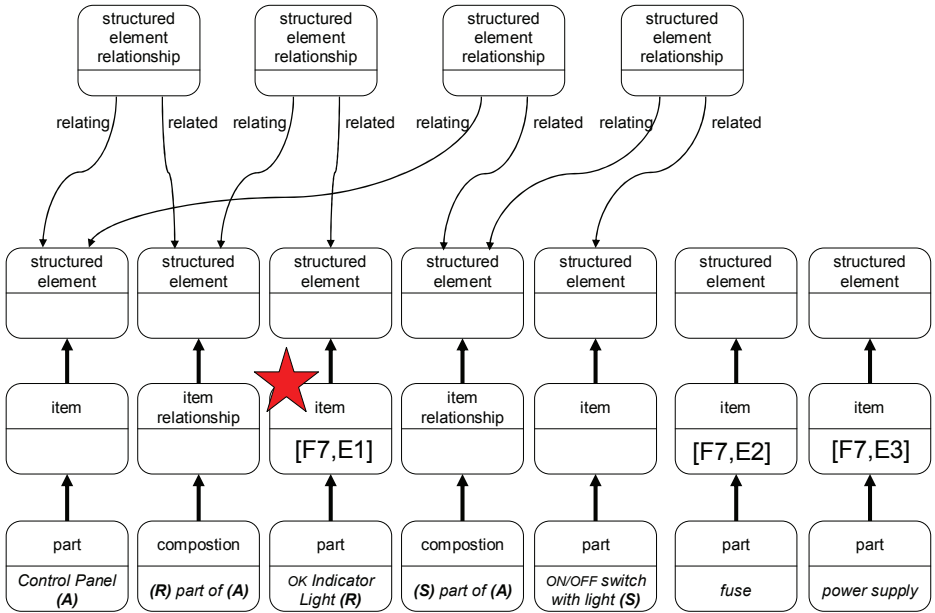 structured
element
relationship
structured
element
relationship
structured
element
relationship
structured
element
relationship
relating
related
relating
related
relating
related
relating
related
structured
element
structured
element
structured
element
structured
element
structured
element
structured
element
structured
element
item
item
relationship
item
[F7,E1]
item
relationship
item
item
[F7,E2]
item
[F7,E3]
part
Control Panel
(A)
compostion
(R) part of (A)
part
OK Indicator
Light (R)
compostion
(S) part of (A)
part
ON/OFF switch
with light (S)
part
fuse
part
power supply